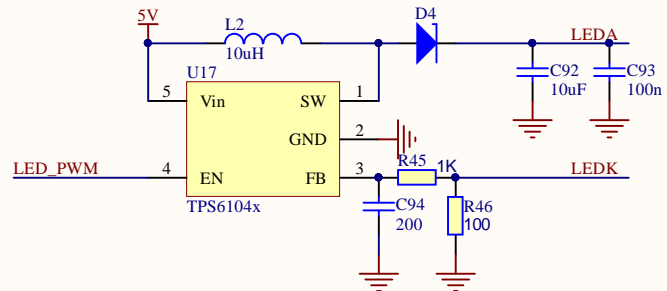 5V
L2
10uH
D4
LEDA
C92
10uF
C93
100n
U17
5
Vin
SW
1
GND
2
LED_PWM
4
EN
FB
3
R45
1K
LEDK
TPS6104x
C94
200
R46
100